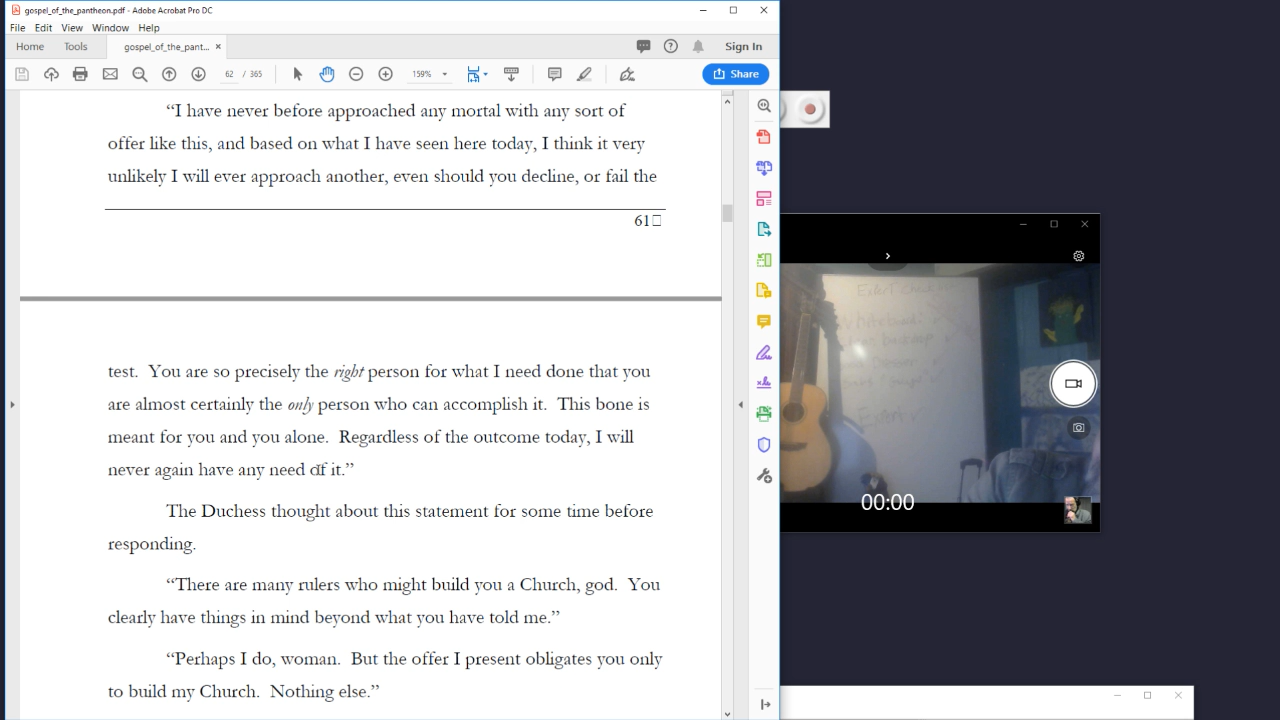 gospel_of_the_pantheon.pdf - Adobe Acrobat Pro DC
File Edit View Window Help
Home Tools gospel_of_the_pant... × Sign In
62 / 365 159% Share
“I have never before approached any mortal with any sort of
offer like this, and based on what I have seen here today, I think it very
unlikely I will ever approach another, even should you decline, or fail the
61
test. You are so precisely the right person for what I need done that you
are almost certainly the only person who can accomplish it. This bone is
meant for you and you alone. Regardless of the outcome today, I will
never again have any need of it.”
The Duchess thought about this statement for some time before
responding.
“There are many rulers who might build you a Church, god. You
clearly have things in mind beyond what you have told me.”
“Perhaps I do, woman. But the offer I present obligates you only
to build my Church. Nothing else.”
00:00